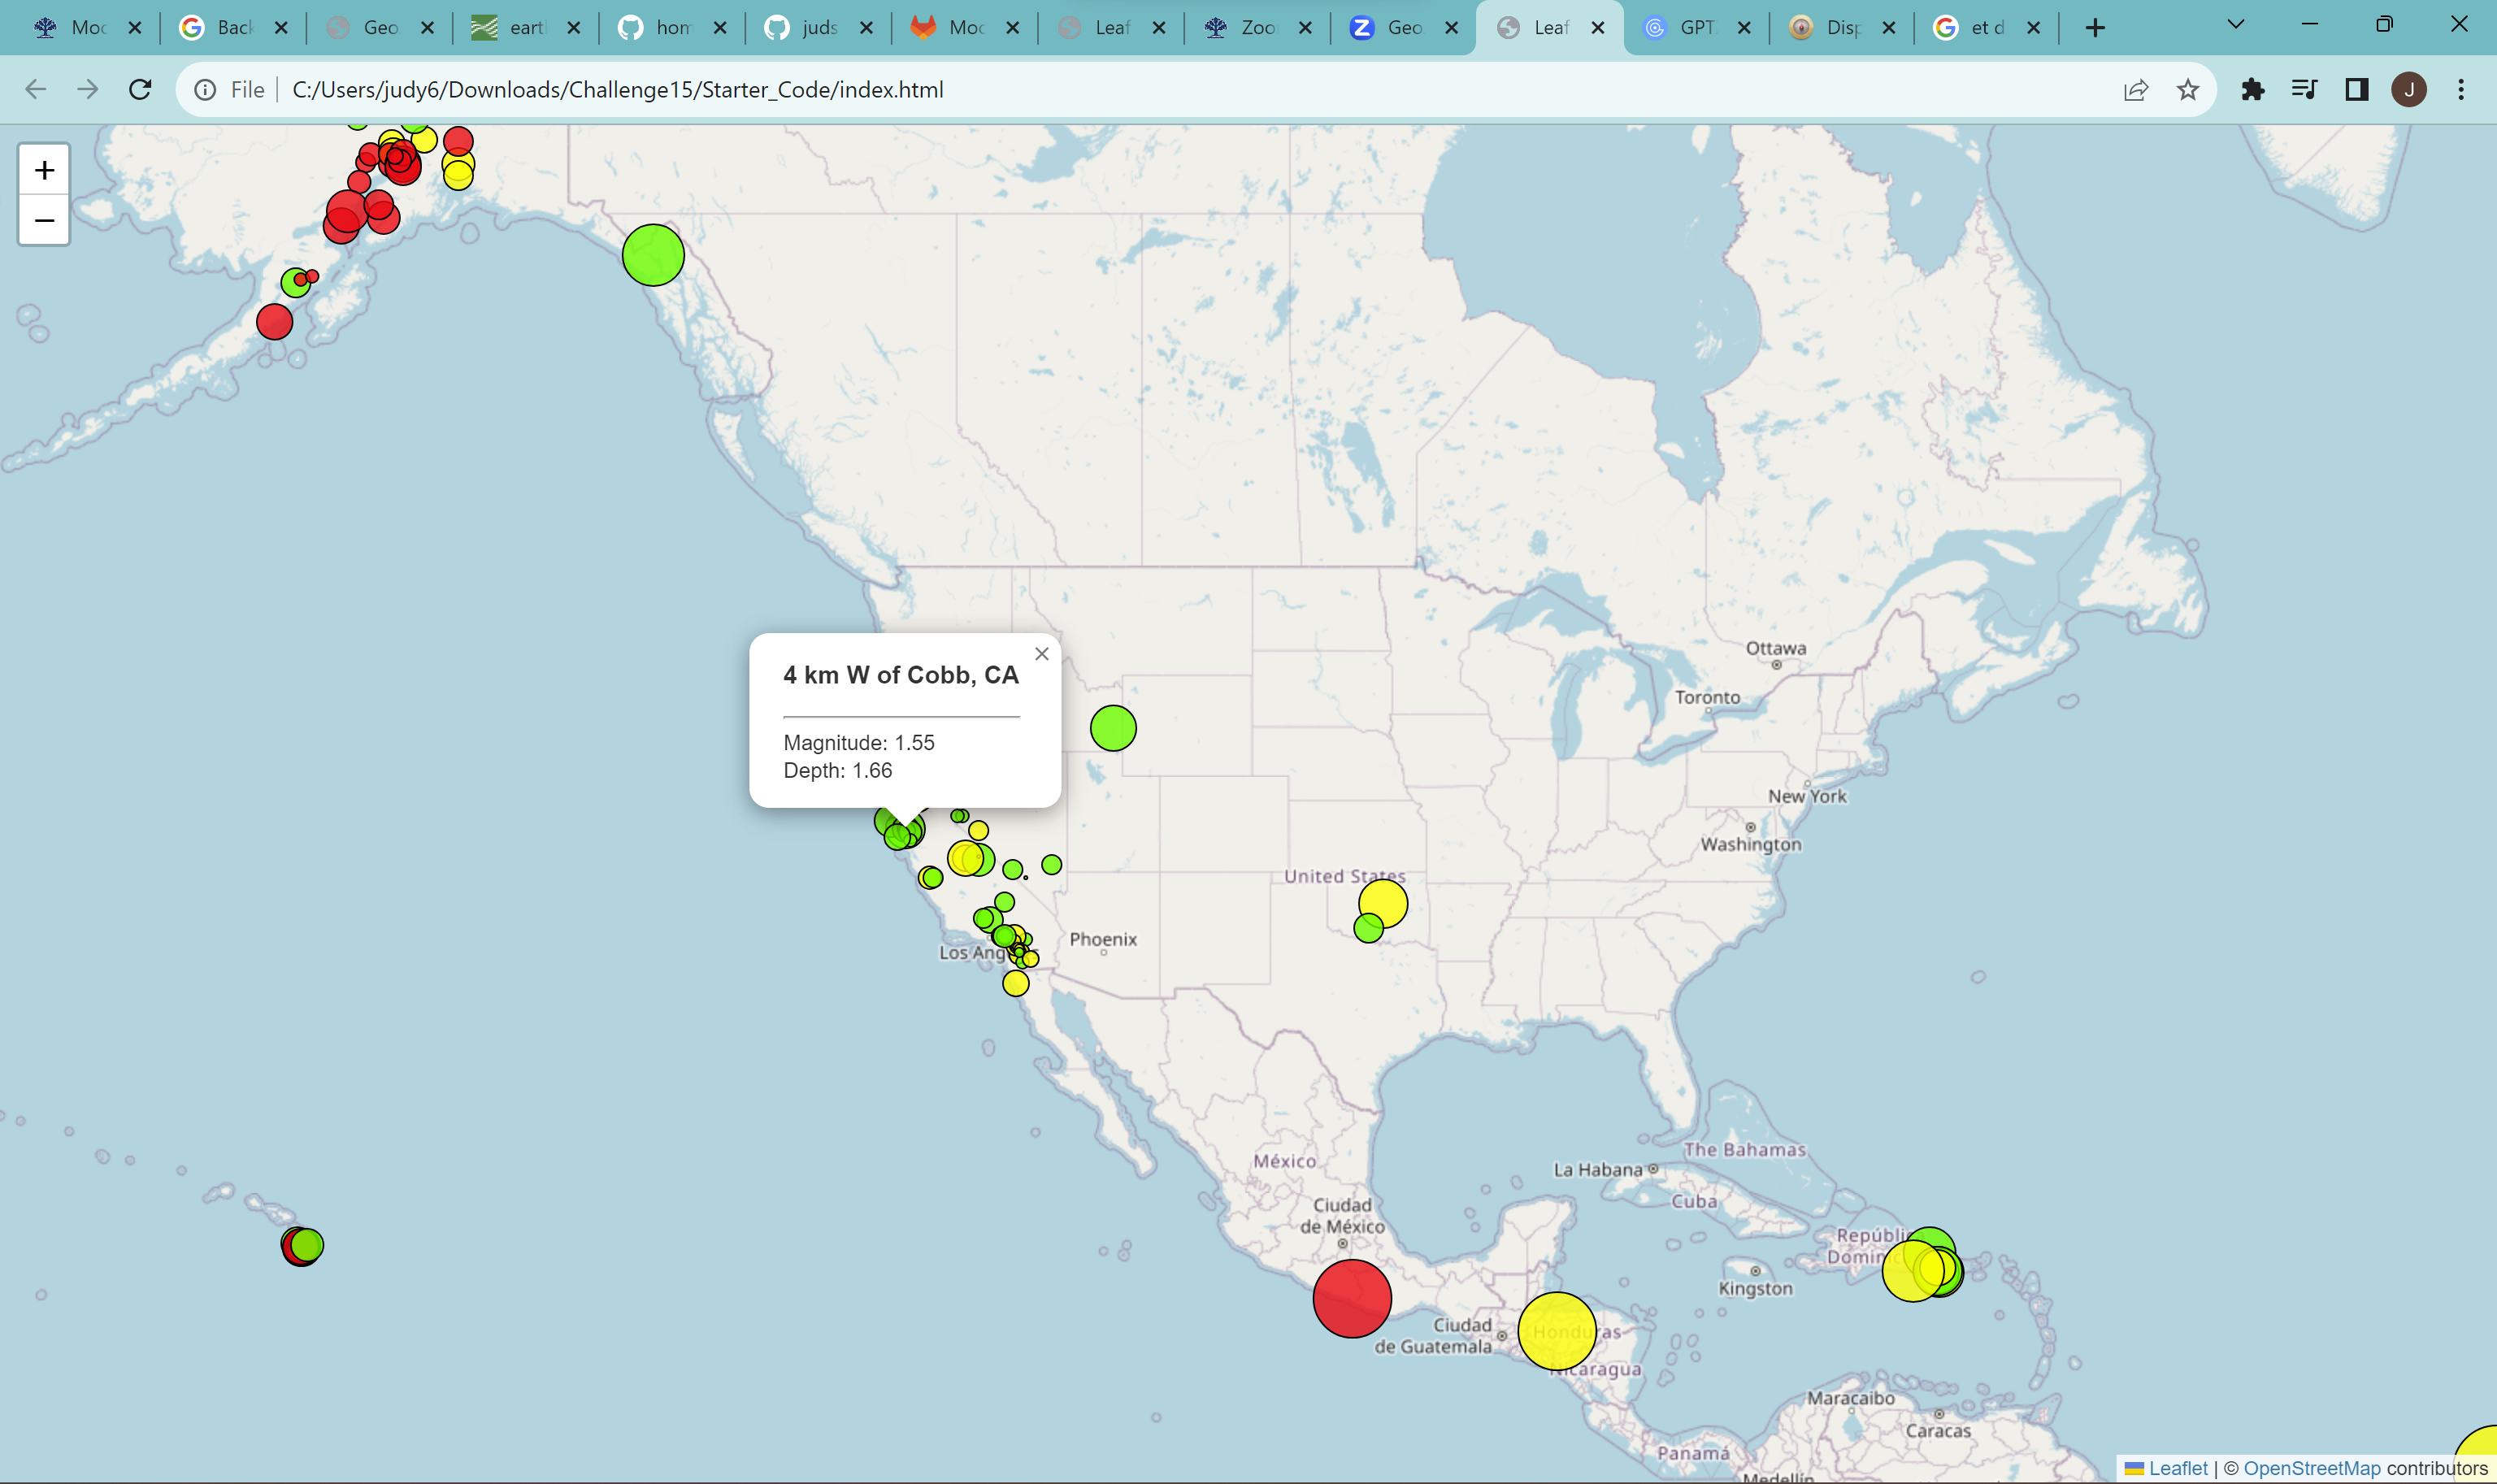 Moc
Back
Geo
eart
hom
juds
Moc
Leaf
Zoo
Geo
Leaf
GPT
Disp
et d
File
C:/Users/judy6/Downloads/Challenge15/Starter_Code/index.html
J
+
−
Ottawa
Toronto
4 km W of Cobb, CA
Magnitude: 1.55
Depth: 1.66
New York
Washington
United States
Phoenix
Los Ang s
The Bahamas
México
La Habana
Cuba
Ciudad
de México
Repúbli
Domin
Kingston
Ciudad
de Guatemala
Honduras
Nicaragua
Maracaibo
Caracas
Panamá
Medellín
Leaflet | © OpenStreetMap contributors